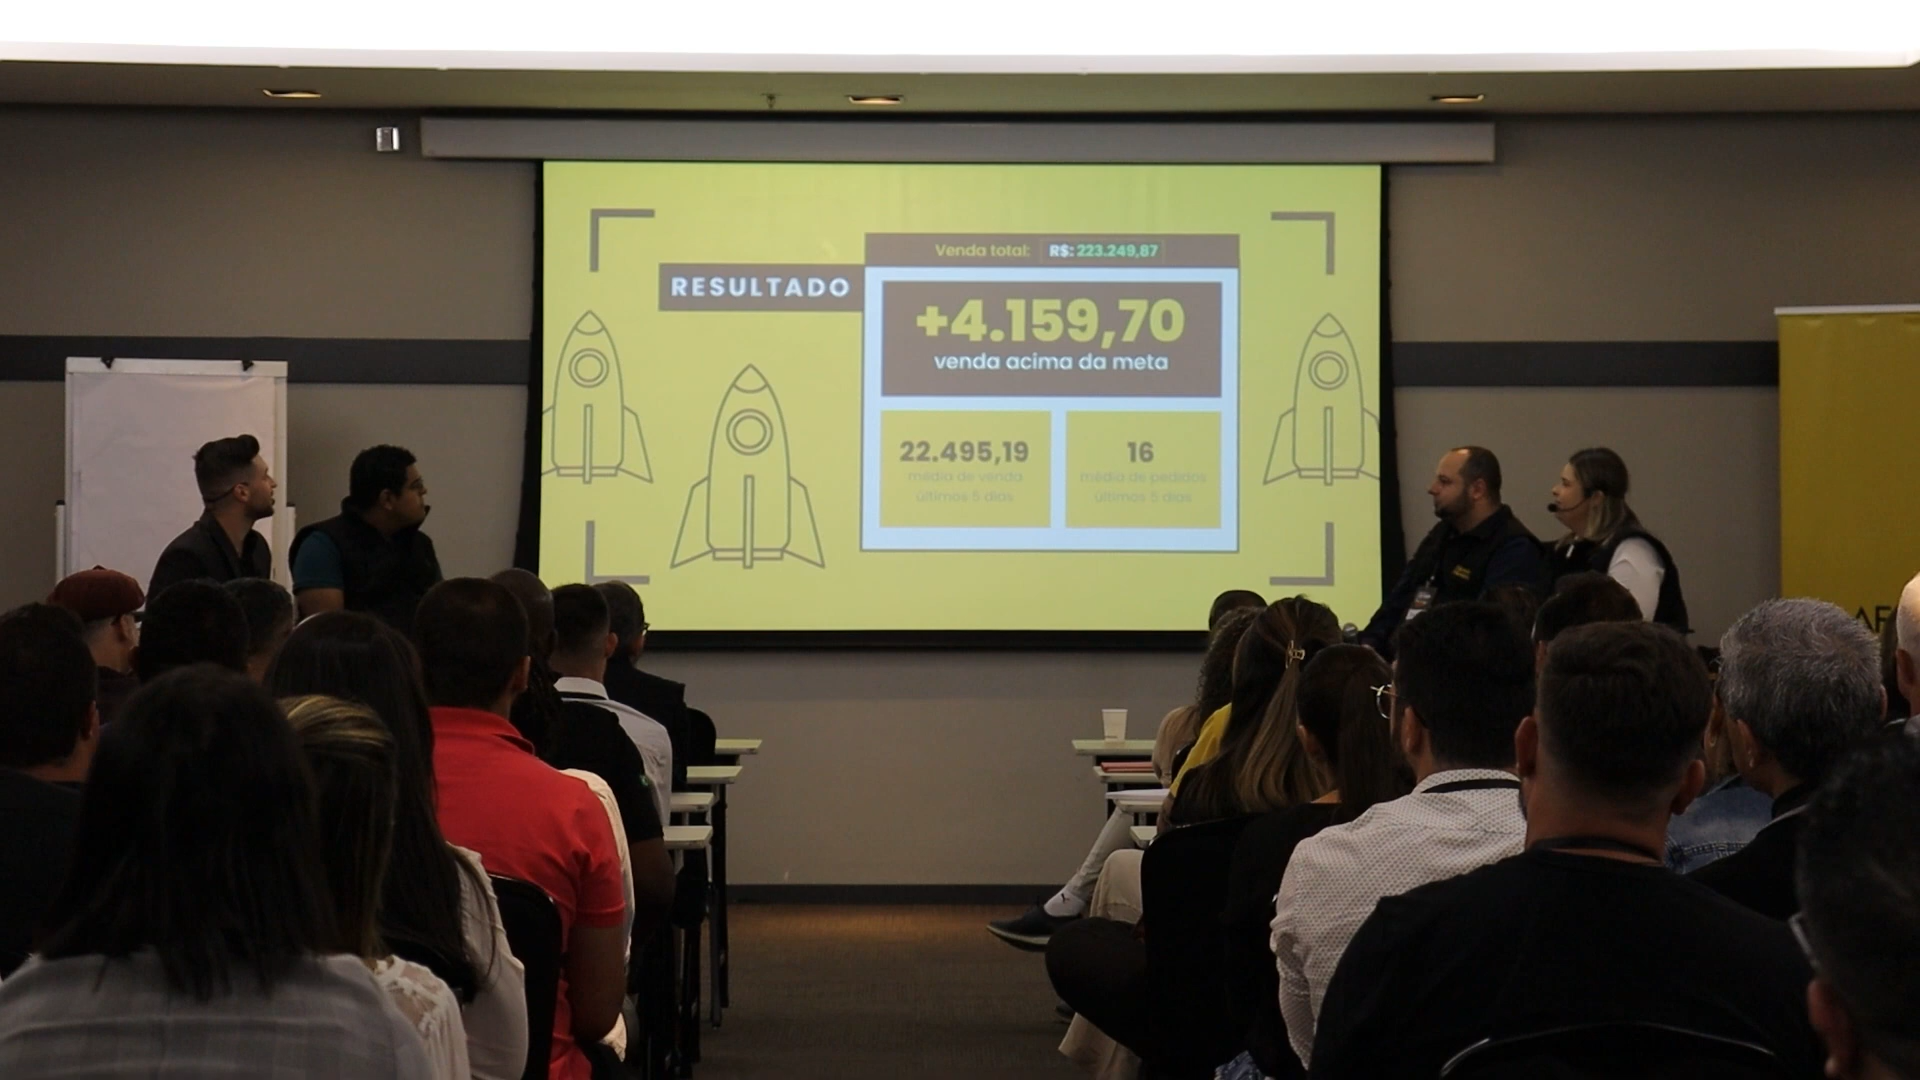 Venda total: R$: 223.249,87
RESULTADO
+4.159,70
venda acima da meta
22.495,19
média de venda
últimos 5 dias
16
média de pedidos
últimos 5 dias